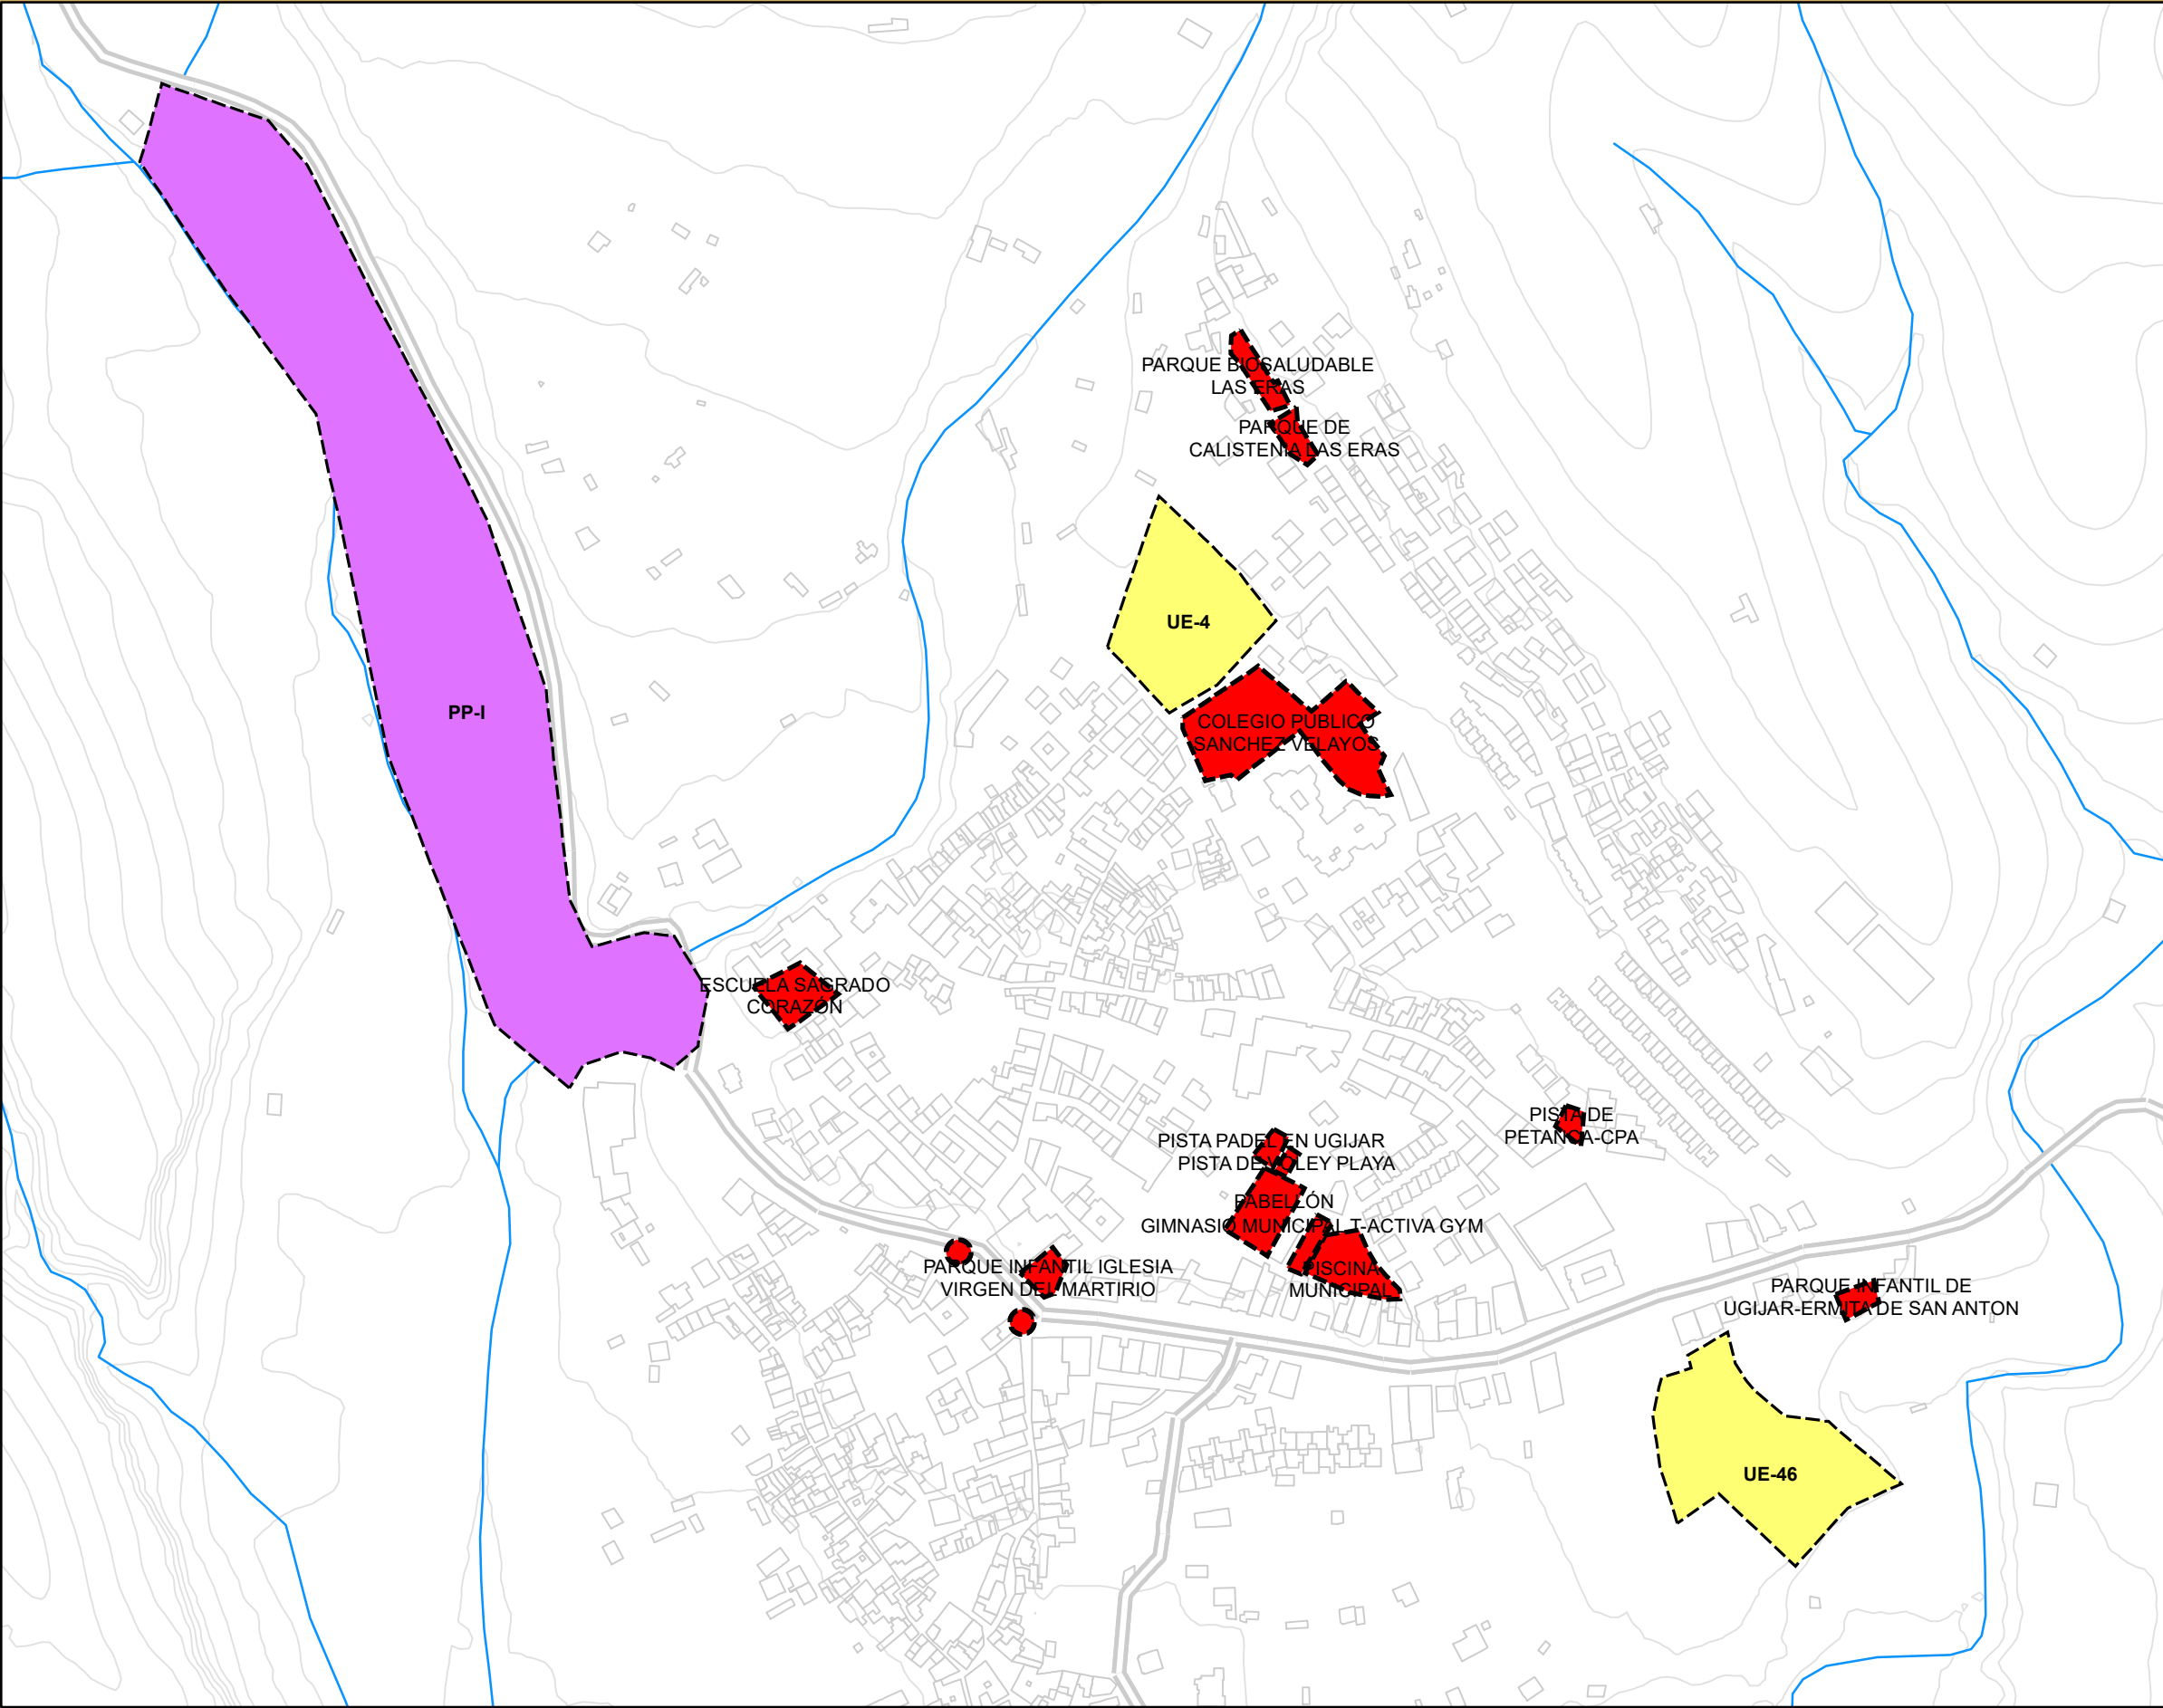 PARQUE BIOSALUDABLE
LAS ERAS
PARQUE DE
CALISTENIA LAS ERAS
UE-4
PP-I
COLEGIO PÚBLICO
SANCHEZ VELAYOS
ESCUELA SAGRADO
CORAZÓN
PISTA DE
PETANCA-CPA
PISTA PADEL EN UGIJAR
PISTA DE VOLEY PLAYA
PABELLÓN
GIMNASIO MUNICIPAL T-ACTIVA GYM
PARQUE INFANTIL IGLESIA
VIRGEN DEL MARTIRIO
PISCINA
MUNICIPAL
PARQUE INFANTIL DE
UGIJAR-ERMITA DE SAN ANTON
UE-46